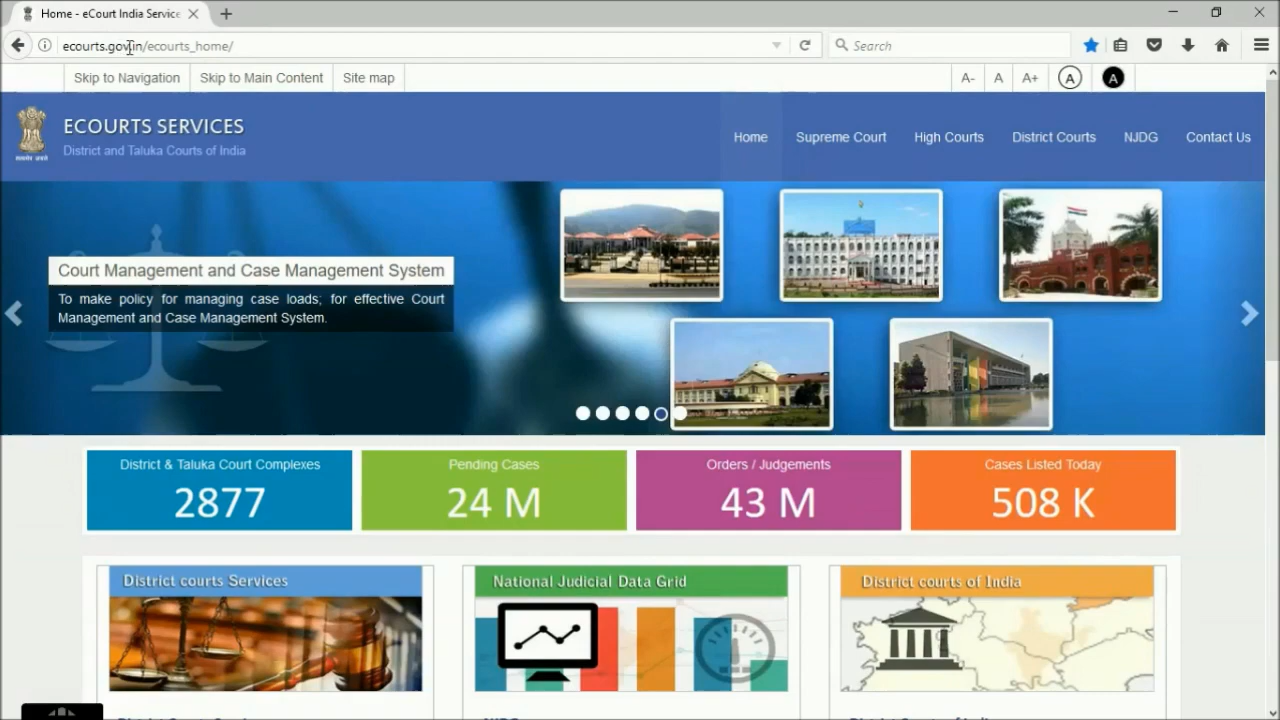 Home - eCourt India Service
ecourts.gov.in/ecourts_home/
Search
Skip to Navigation
Skip to Main Content
Site map
A-
A
A+
A
A
ECOURTS SERVICES
District and Taluka Courts of India
Home
Supreme Court
High Courts
District Courts
NJDG
Contact Us
Court Management and Case Management System
To make policy for managing case loads; for effective Court
Management and Case Management System.
District & Taluka Court Complexes
2877
Pending Cases
24 M
Orders / Judgements
43 M
Cases Listed Today
508 K
District courts Services
National Judicial Data Grid
District courts of India